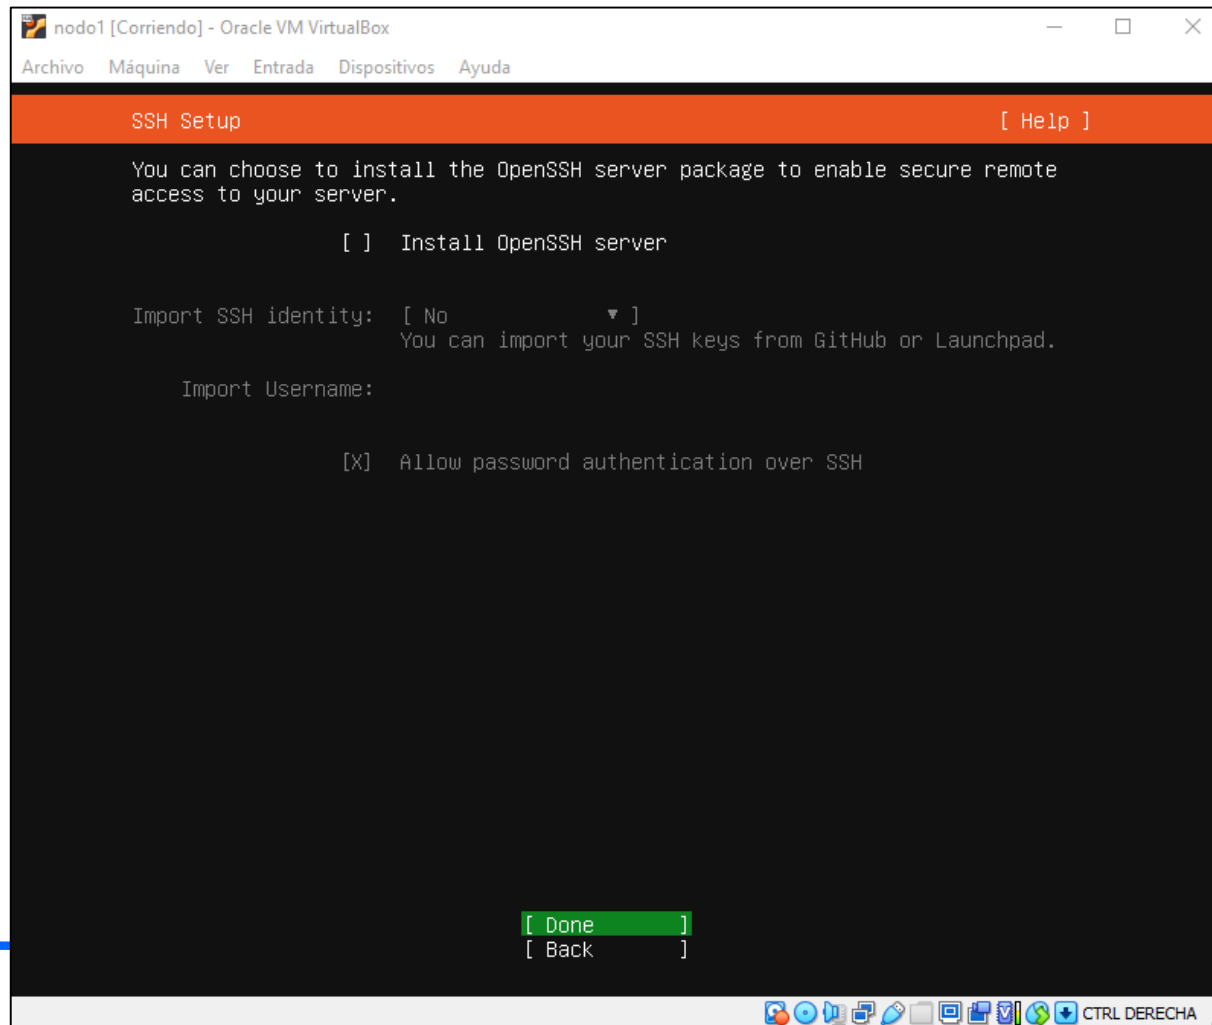 nodo1 [Corriendo] - Oracle VM VirtualBox
Archivo Máquina Ver Entrada Dispositivos Ayuda
SSH Setup [ Help ]
You can choose to install the OpenSSH server package to enable secure remote
access to your server.
[ ] Install OpenSSH server
Import SSH identity: [ No ▾ ]
You can import your SSH keys from GitHub or Launchpad.
Import Username:
[X] Allow password authentication over SSH
[ Done ]
[ Back ]
CTRL DERECHA